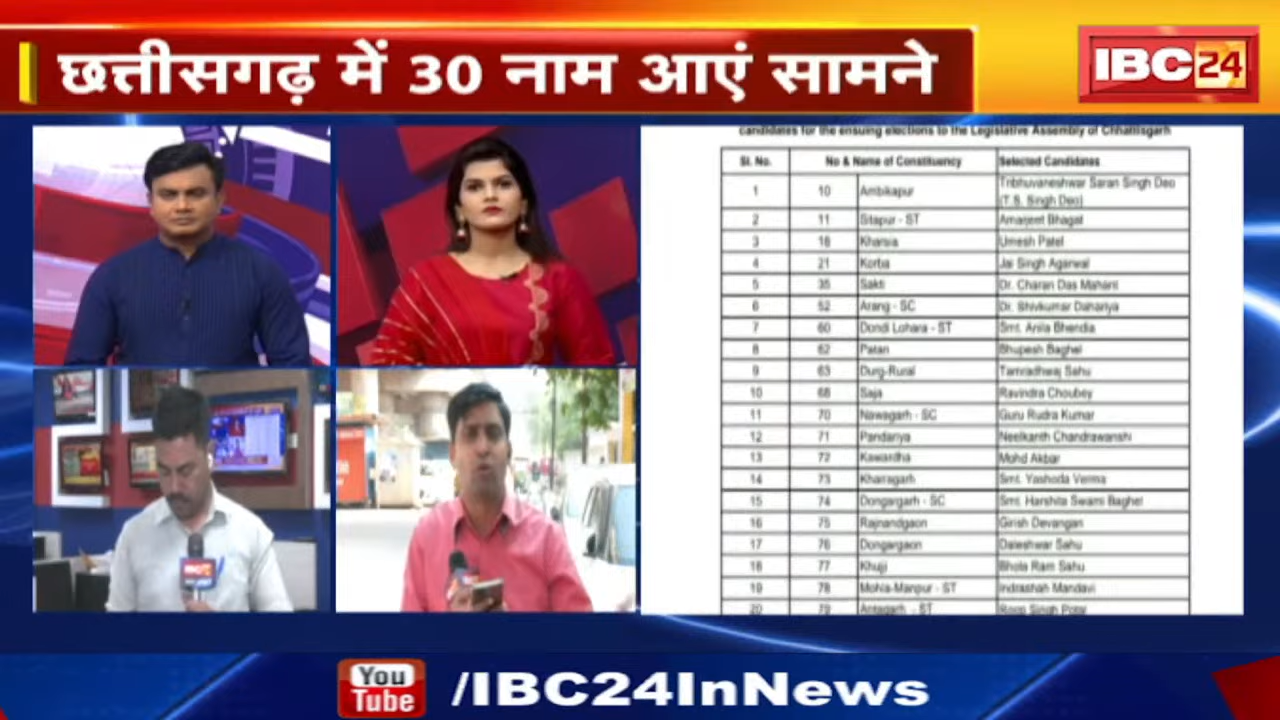 छत्तीसगढ़ में 30 नाम आएं सामने
IBC24
candidates for the ensuing elections to the Legislative Assembly of Chhattisgarh
Sl. No. No & Name of Constituency Selected Candidates
1 10 Ambikapur Tribhuvaneshwar Saran Singh Deo
(T.S. Singh Deo)
2 11 Sitapur - ST Amarjeet Bhagat
3 18 Kharsia Umesh Patel
4 21 Korba Jai Singh Agarwal
5 35 Sakti Dr. Charan Das Mahant
6 52 Arang - SC Dr. Shivkumar Dahariya
7 60 Dondi Lohara - ST Smt. Anila Bhendia
8 62 Patan Bhupesh Baghel
9 63 Durg-Rural Tamradhwaj Sahu
10 68 Saja Ravindra Choubey
11 70 Nawagarh - SC Guru Rudra Kumar
12 71 Pandariya Neelkanth Chandrawanshi
13 72 Kawardha Mohd Akbar
14 73 Khairagarh Smt. Yashoda Verma
15 74 Dongargarh - SC Smt. Harshita Swami Baghel
16 75 Rajnandgaon Girish Devangan
17 76 Dongargaon Daleshwar Sahu
18 77 Khujji Bhola Ram Sahu
19 78 Mohla-Manpur - ST Indrashah Mandavi
20 79 Antagarh - ST Roop Singh
You
Tube
/IBC24InNews